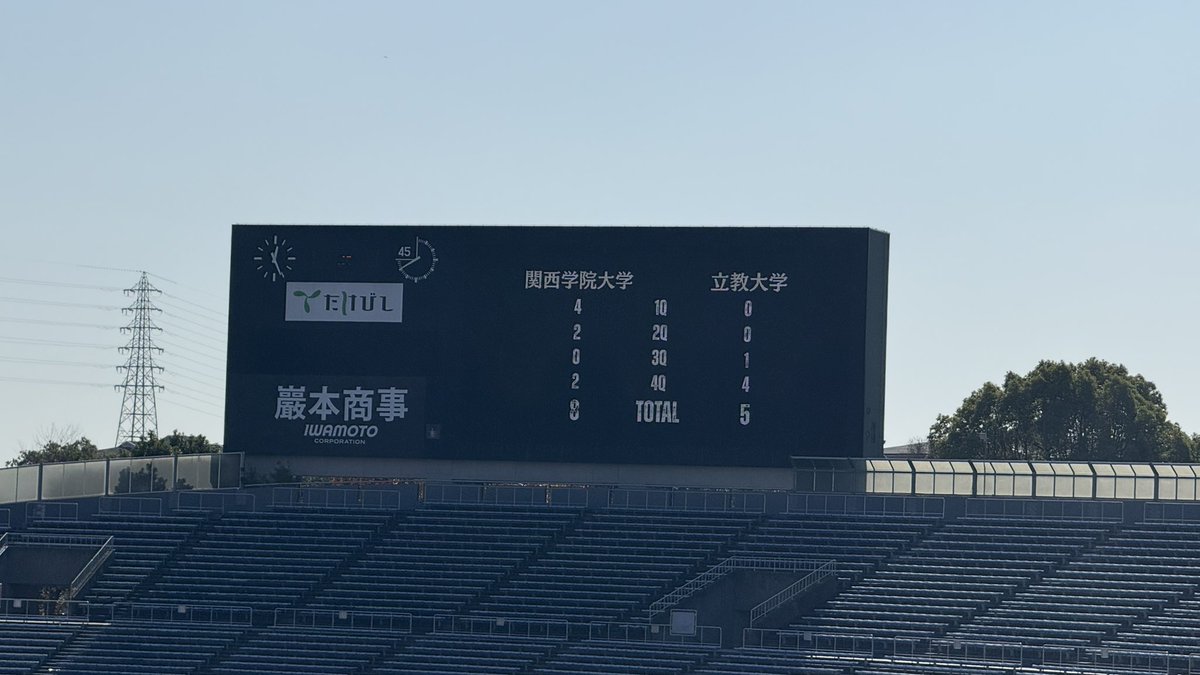 45
たけびし
巌本商事
IWAMOTO
CORPORATION
関西学院大学 立教大学
4 1Q 0
2 2Q 0
0 3Q 1
2 4Q 4
8 TOTAL 5